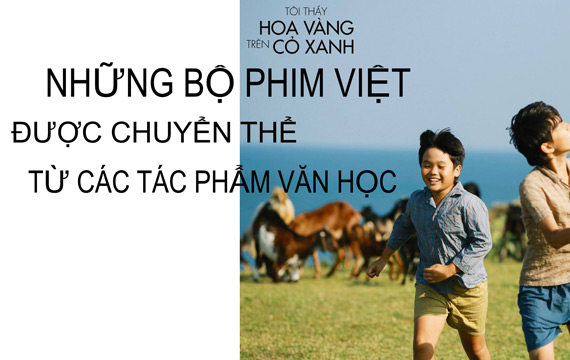 TÔI THẤY
HOA VÀNG
TRÊN CỎ XANH
NHỮNG BỘ PHIM VIỆT
ĐƯỢC CHUYỂN THỂ
TỪ CÁC TÁC PHẨM VĂN HỌC